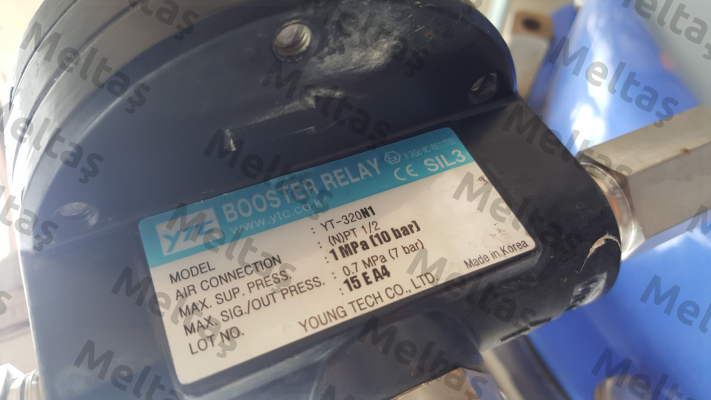 YTC BOOSTER RELAY
www.ytc.co.kr
CE SIL3
MODEL : YT-320N1
AIR CONNECTION : (N)PT 1/2
MAX. SUP. PRESS. : 1 MPa (10 bar)
MAX. SIG./OUT PRESS. : 0.7 MPa (7 bar)
LOT NO. : 15 E A4
YOUNG TECH CO., LTD.
Made in Korea
Meltaş